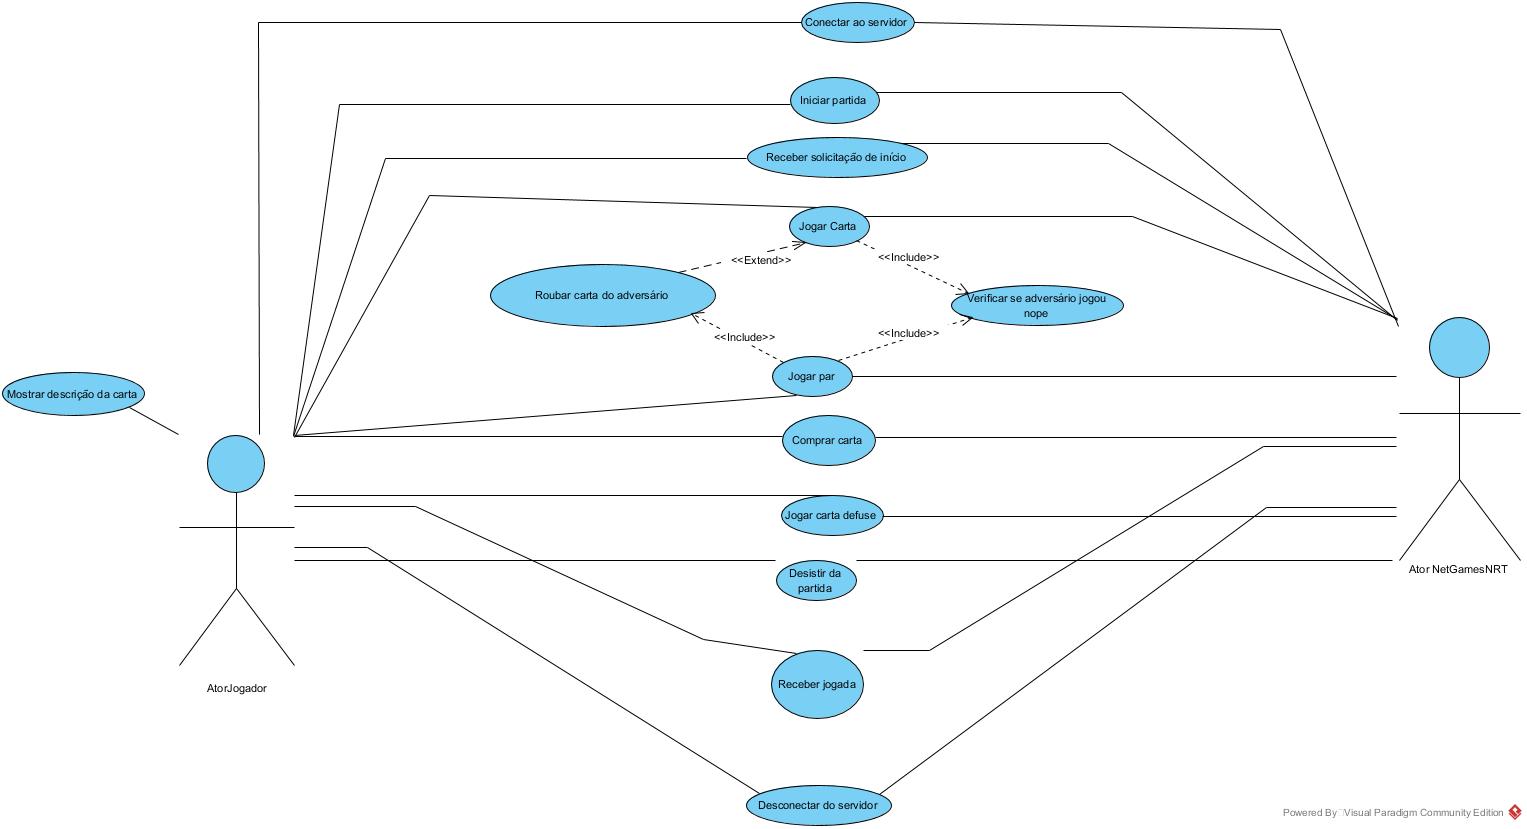 Conectar ao servidor
Iniciar partida
Receber solicitação de início
Jogar Carta
<<Extend>>
<<Include>>
Roubar carta do adversário
Verificar se adversário jogou
nope
<<Include>>
<<Include>>
Jogar par
Mostrar descrição da carta
Comprar carta
Jogar carta defuse
Desistir da
partida
Ator NetGamesNRT
Receber jogada
AtorJogador
Desconectar do servidor
Powered By Visual Paradigm Community Edition